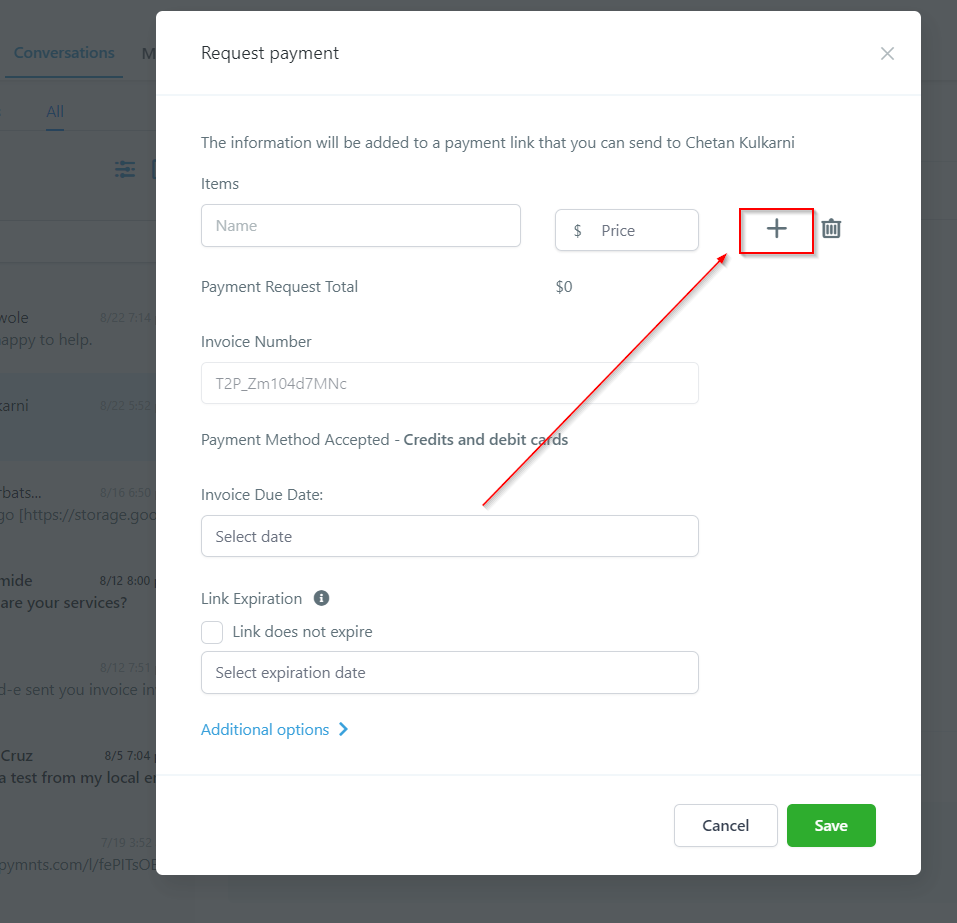 Conversations
M
All
Request payment
The information will be added to a payment link that you can send to Chetan Kulkarni
Items
Name
$ Price
Payment Request Total $0
Invoice Number
T2P_Zm104d7MNc
Payment Method Accepted - Credits and debit cards
Invoice Due Date:
Select date
Link Expiration
Link does not expire
Select expiration date
Additional options
Cancel
Save
wole 8/22 7:14
appy to help.
karni 8/22 5:52
rbats... 8/16 6:50
go [https://storage.goo
mide 8/12 8:00
are your services?
8/12 7:51
d-e sent you invoice in
Cruz 8/5 7:04
a test from my local e
7/19 3:52
pymnts.com/l/fePITsOE